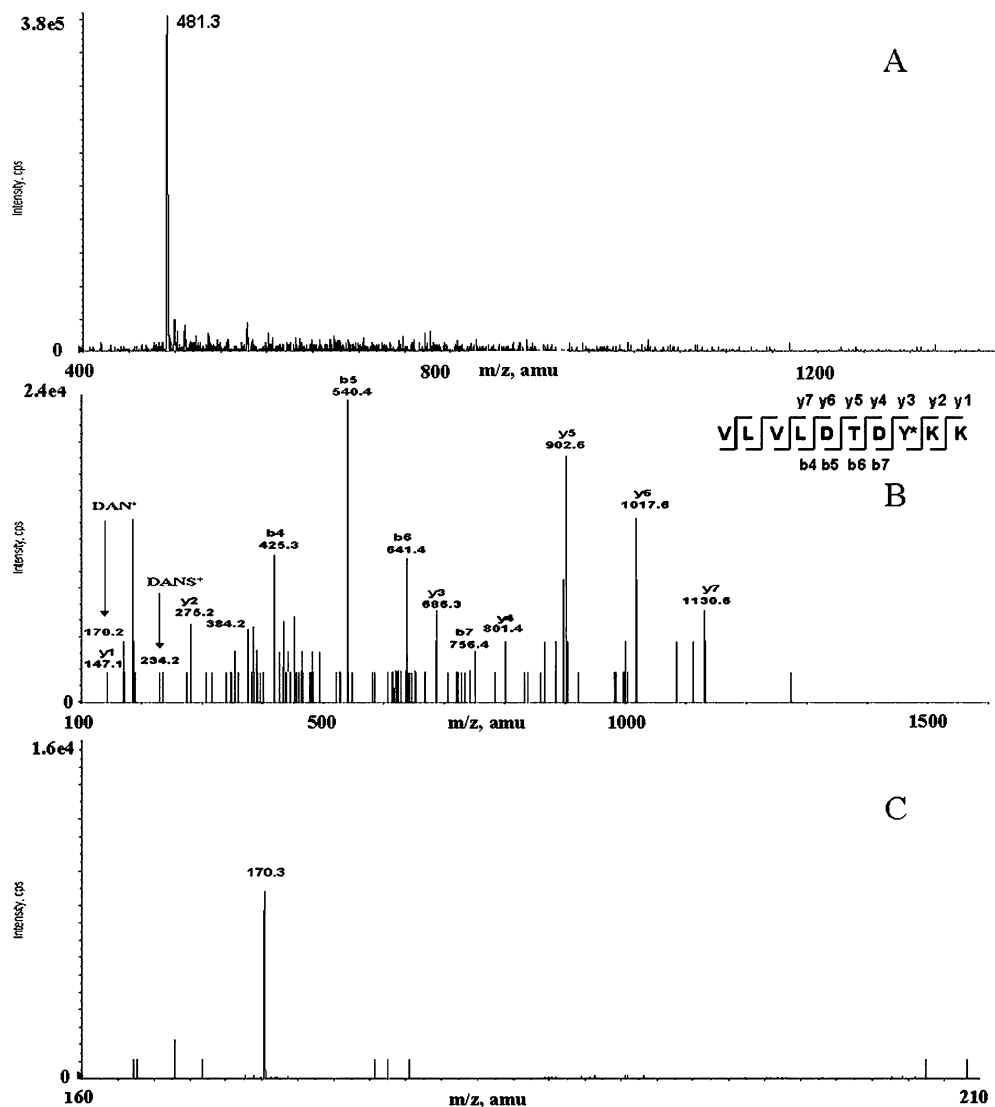 3.8e5
481.3
A
Intensity, cps
0
400
800
m/z, amu
1200
2.4e4
b5
540.4
y7 y6 y5 y4 y3 y2 y1
V L V L D T D Y* K K
b4 b5 b6 b7
B
y5
902.6
DAN+
y6
1017.6
b4
425.3
b6
641.4
DANS+
y2
275.2
384.2
y3
686.3
y7
1130.6
Intensity, cps
170.2
b7
756.4
y4
801.4
y1
147.1
234.2
0
100
500
m/z, amu
1000
1500
1.6e4
C
170.3
Intensity, cps
0
160
m/z, amu
210